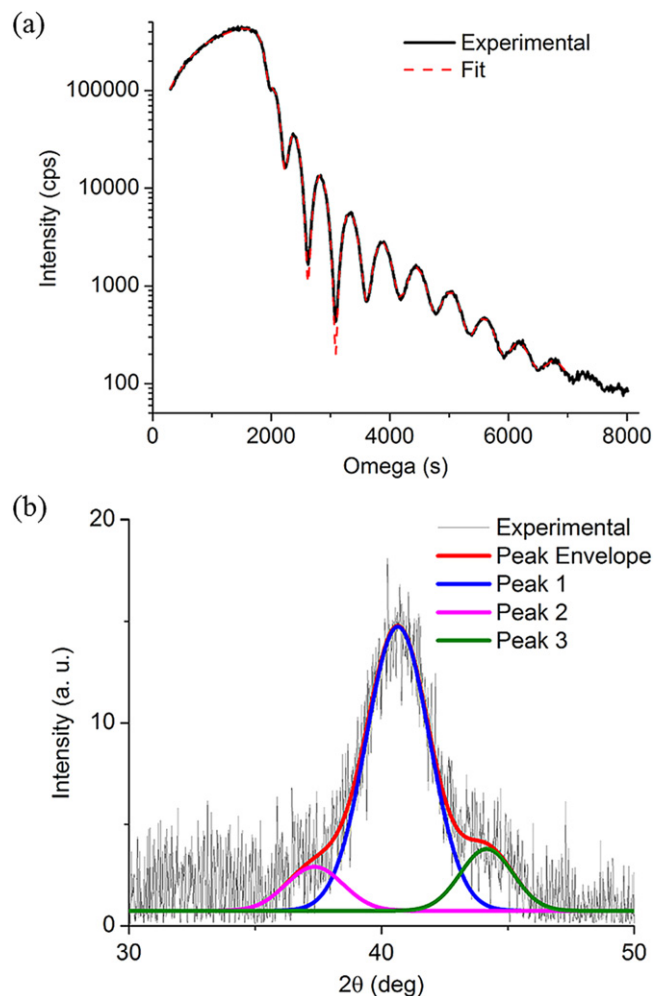 (a)
Experimental
Fit
100000
10000
1000
100
Intensity (cps)
0 2000 4000 6000 8000
Omega (s)
(b)
20
10
0
Intensity (a. u.)
Experimental
Peak Envelope
Peak 1
Peak 2
Peak 3
30 40 50
2θ (deg)